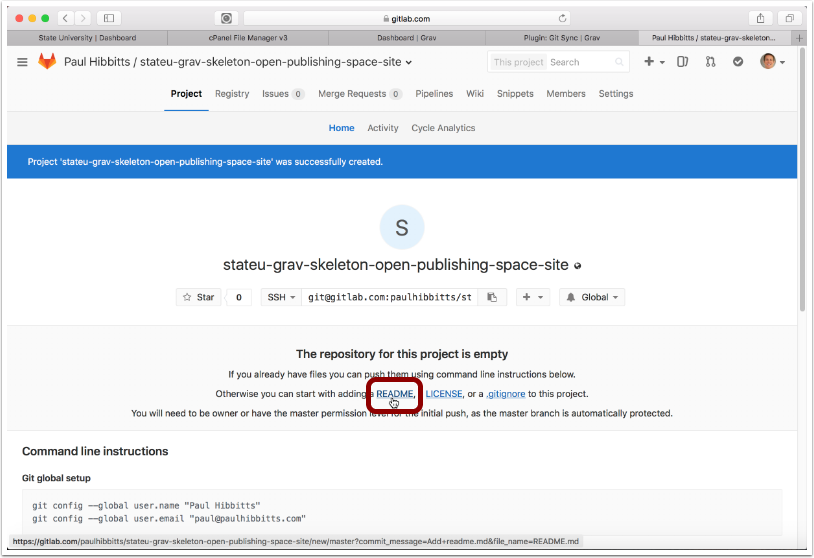 gitlab.com
State University | Dashboard
cPanel File Manager v3
Dashboard | Grav
Plugin: Git Sync | Grav
Paul Hibbitts / stateu-grav-skeleton...
Paul Hibbitts / stateu-grav-skeleton-open-publishing-space-site
This project Search
Project Registry Issues 0 Merge Requests 0 Pipelines Wiki Snippets Members Settings
Home Activity Cycle Analytics
Project 'stateu-grav-skeleton-open-publishing-space-site' was successfully created.
S
stateu-grav-skeleton-open-publishing-space-site
Star 0 SSH git@gitlab.com:paulhibbitts/st + Global
The repository for this project is empty
If you already have files you can push them using command line instructions below.
Otherwise you can start with adding a README, LICENSE, or a .gitignore to this project.
You will need to be owner or have the master permission level for the initial push, as the master branch is automatically protected.
Command line instructions
Git global setup
git config --global user.name "Paul Hibbitts"
git config --global user.email "paul@paulhibbitts.com"
https://gitlab.com/paulhibbitts/stateu-grav-skeleton-open-publishing-space-site/new/master?commit_message=Add+readme.md&file_name=README.md